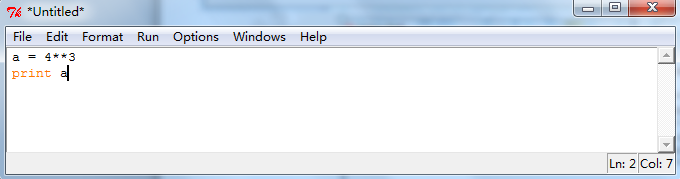 *Untitled*
File Edit Format Run Options Windows Help
a = 4**3
print a
Ln: 2 Col: 7